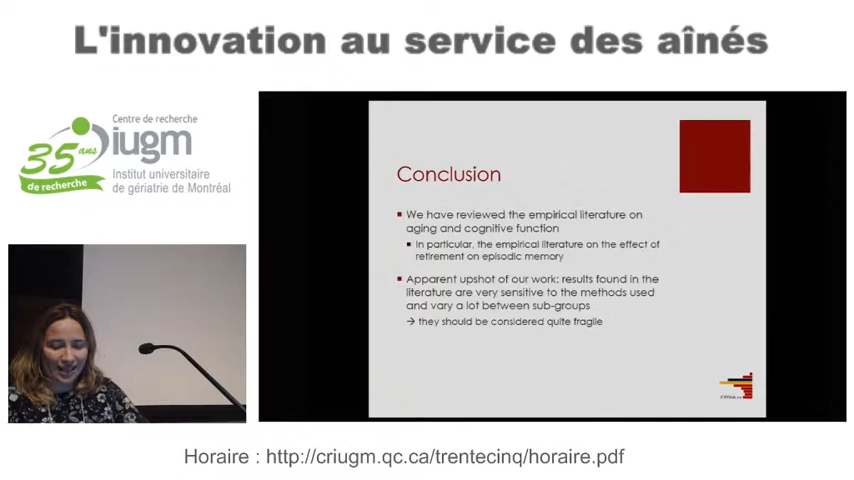 L'innovation au service des aînés
Centre de recherche
iugm
35 ans
de recherche
Institut universitaire
de gériatrie de Montréal
Conclusion
We have reviewed the empirical literature on
aging and cognitive function
In particular, the empirical literature on the effect of
retirement on episodic memory
Apparent upshot of our work: results found in the
literature are very sensitive to the methods used
and vary a lot between sub-groups
→ they should be considered quite fragile
Horaire : http://criugm.qc.ca/trentecinq/horaire.pdf